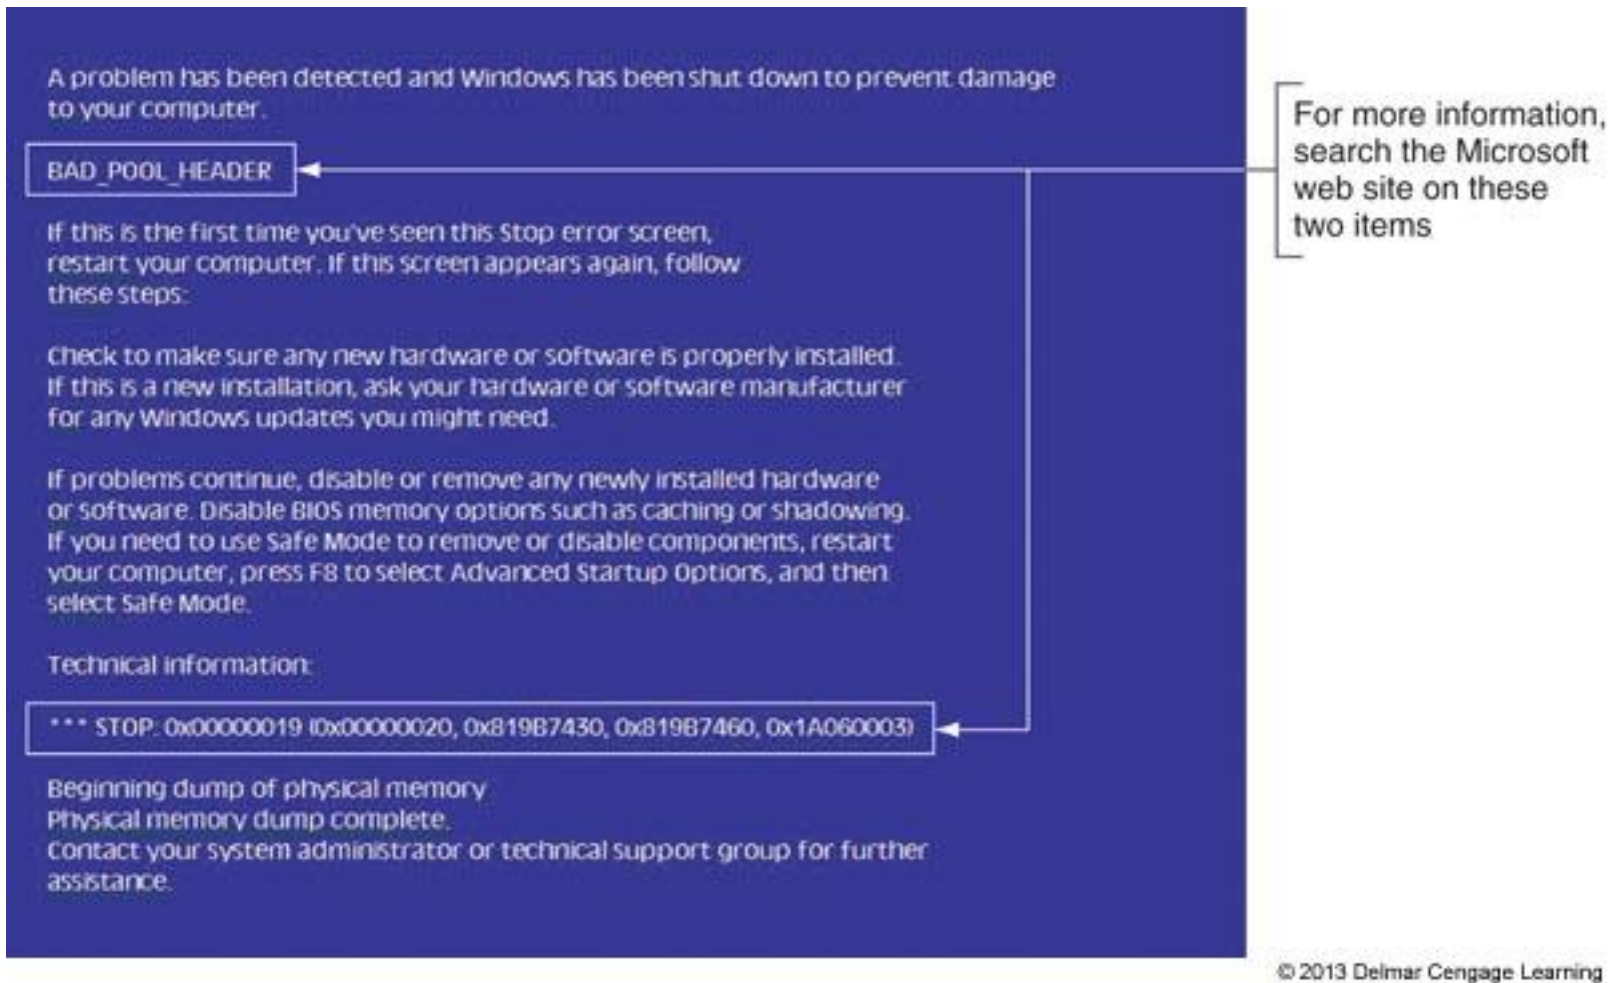 A problem has been detected and Windows has been shut down to prevent damage
to your computer.
BAD_POOL_HEADER
If this is the first time you've seen this Stop error screen,
restart your computer. If this screen appears again, follow
these steps:
Check to make sure any new hardware or software is properly installed.
If this is a new installation, ask your hardware or software manufacturer
for any Windows updates you might need.
If problems continue, disable or remove any newly installed hardware
or software. Disable BIOS memory options such as caching or shadowing.
If you need to use Safe Mode to remove or disable components, restart
your computer, press F8 to select Advanced Startup Options, and then
select Safe Mode.
Technical information:
*** STOP: 0x00000019 (0x00000020, 0x819B7430, 0x819B7460, 0x1A060003)
Beginning dump of physical memory
Physical memory dump complete.
Contact your system administrator or technical support group for further
assistance.
For more information,
search the Microsoft
web site on these
two items
© 2013 Delmar Cengage Learning